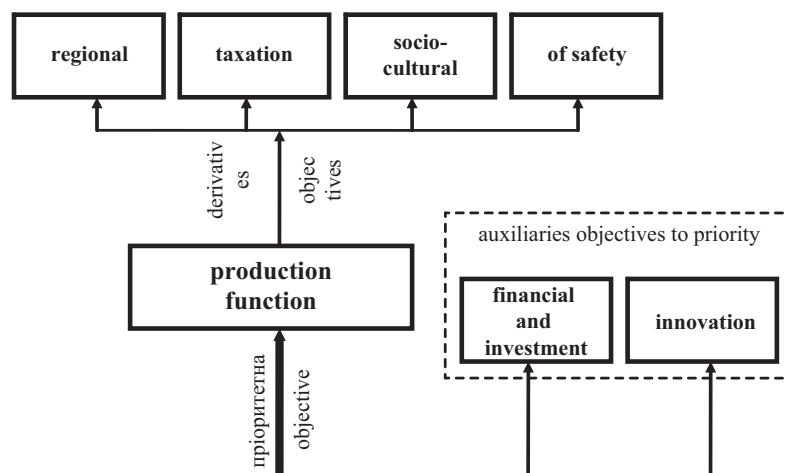 regional
taxation
socio-
cultural
of safety
derivativ
es
objec
tives
auxiliaries objectives to priority
production
function
financial
and
investment
innovation
пріоритетна
objective